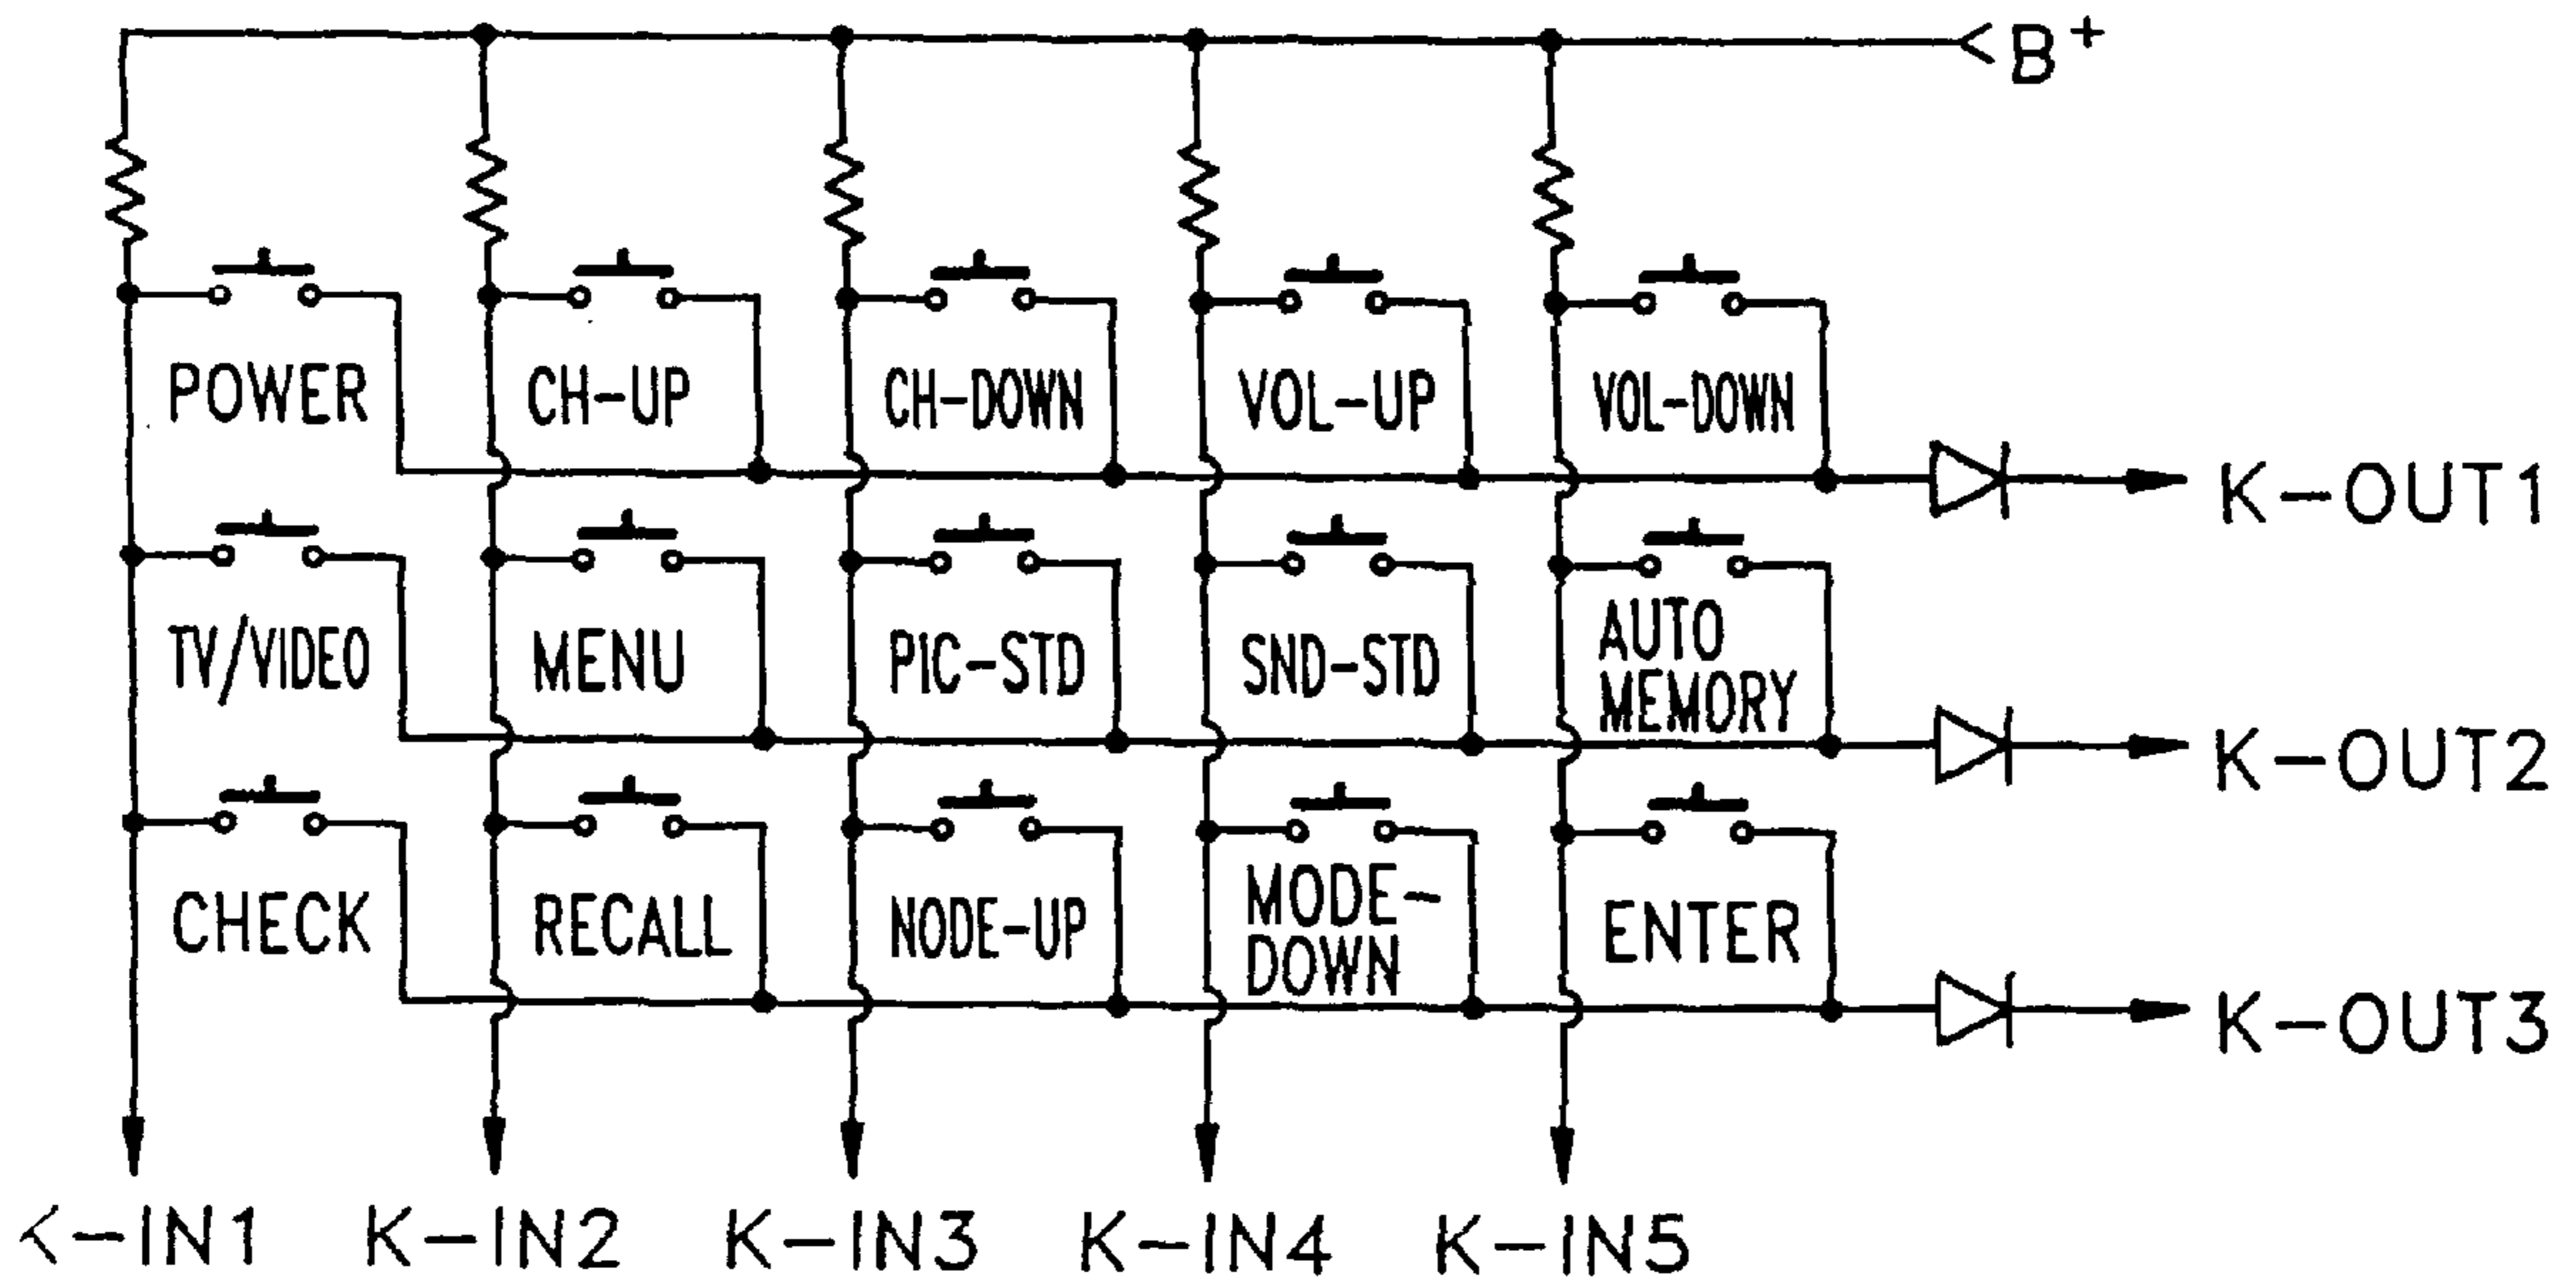 B+
POWER
CH-UP
CH-DOWN
VOL-UP
VOL-DOWN
K-OUT1
TV/VIDEO
MENU
PIC-STD
SND-STD
AUTO
MEMORY
K-OUT2
CHECK
RECALL
NODE-UP
MODE-
DOWN
ENTER
K-OUT3
K-IN1
K-IN2
K-IN3
K-IN4
K-IN5